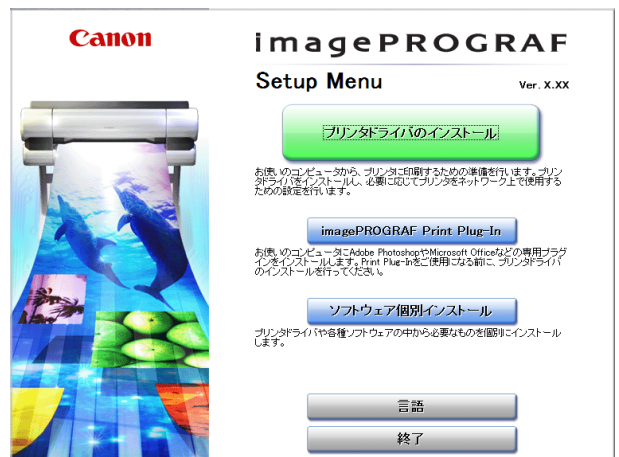 Canon
imagePROGRAF
Setup Menu
Ver. X.XX
プリンタドライバのインストール
お使いのコンピュータから、プリンタに印刷するための準備を行います。プリン
タドライバをインストールし、必要に応じてプリンタをネットワーク上で使用する
ための設定を行います。
imagePROGRAF Print Plug-In
お使いのコンピュータにAdobe PhotoshopやMicrosoft Officeなどの専用プラグ
インをインストールします。Print Plug-Inをご使用になる前に、プリンタドライバ
のインストールを行ってください。
ソフトウェア個別インストール
プリンタドライバや各種ソフトウェアの中から必要なものを個別にインストール
します。
言語
終了